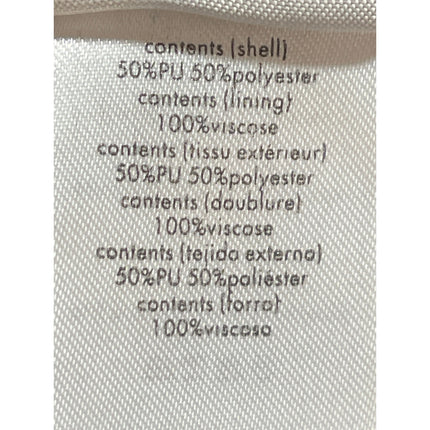 contents (shell)
50%PU 50%polyester
contents (lining)
100%viscose
contents (tissu extérieur)
50%PU 50%polyester
contents (doublure)
100%viscose
contents (tejido externo)
50%PU 50%poliéster
contents (forro)
100%viscosa